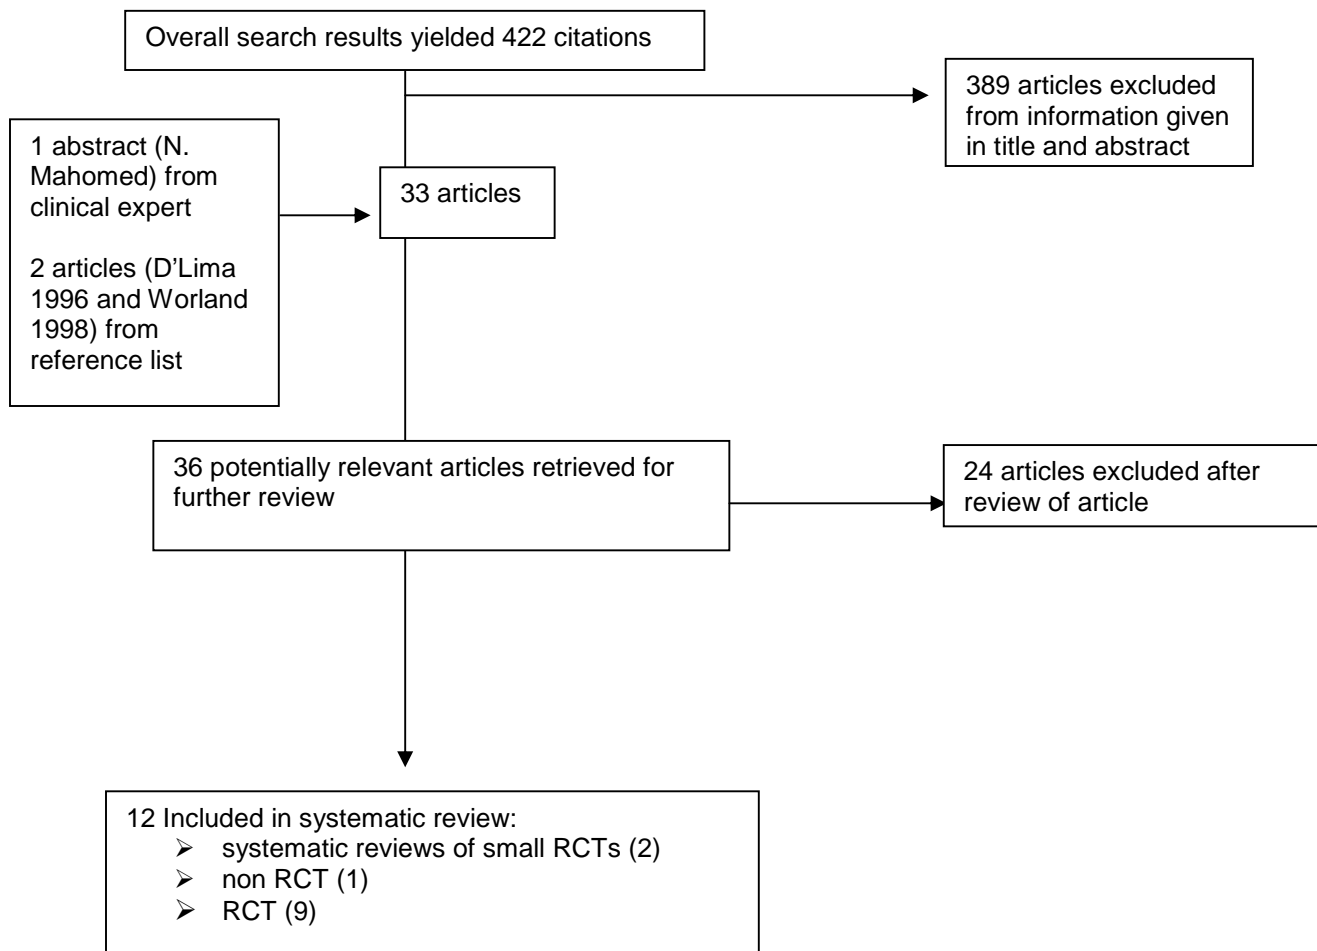 Overall search results yielded 422 citations
389 articles excluded
from information given
in title and abstract
1 abstract (N.
Mahomed) from
clinical expert
2 articles (D'Lima
1996 and Worland
1998) from
reference list
33 articles
36 potentially relevant articles retrieved for
further review
24 articles excluded after
review of article
12 Included in systematic review:
➢ systematic reviews of small RCTs (2)
➢ non RCT (1)
➢ RCT (9)